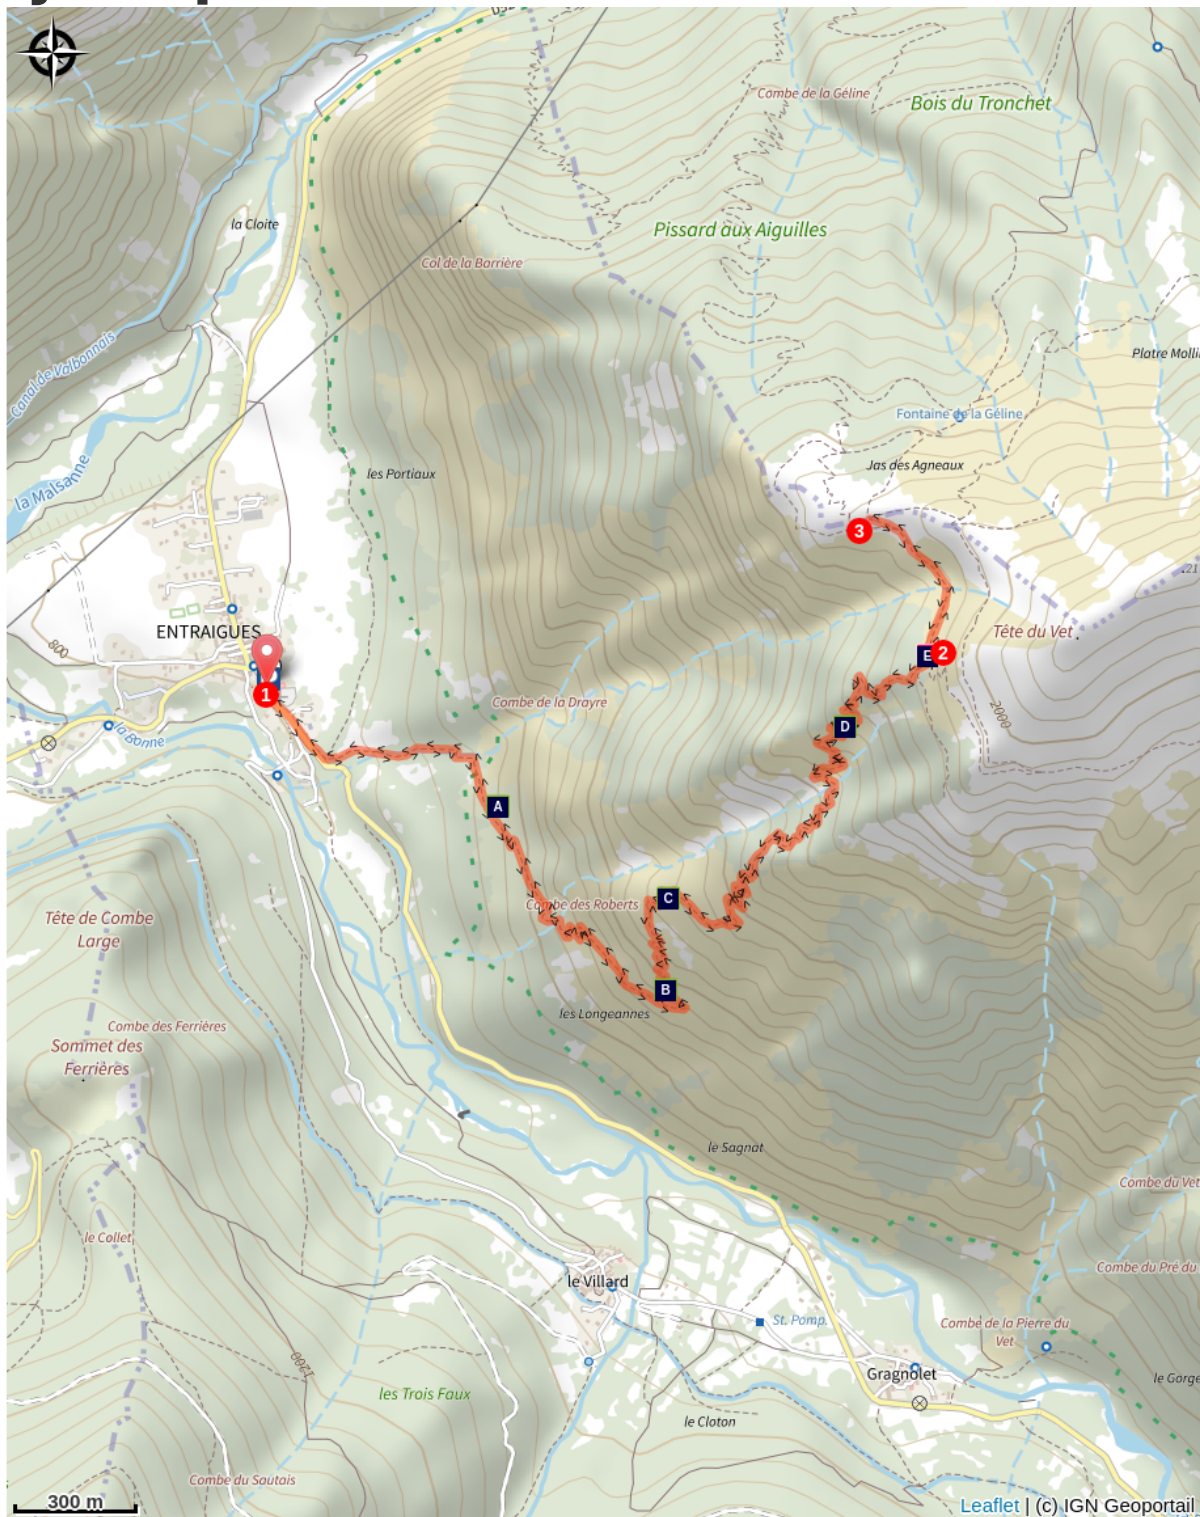 Combe de la Géline
Bois du Tronchet
la Cloite
Pissard aux Aiguilles
Col de la Barrière
Canal de Valbonnais
Platre Molli
Fontaine de la Géline
la Malsanne
les Portiaux
Jas des Agneaux
3
21
800
ENTRAIGUES
Tête du Vet
E
2
1
Combe de la Drayre
2000
D
la Bonne
A
C
Combe des Roberts
Tête de Combe
Large
B
les Longeannes
Combe des Ferrières
Sommet des
Ferrières
le Sagnat
Combe du Vet
le Collet
Combe du Pré du
le Villard
St. Pomp.
Combe de la Pierre du
Vet
1200
Gragnolet
le Gorge
les Trois Faux
le Cloton
Combe du Sautais
300 m
Leaflet | (c) IGN Geoportail